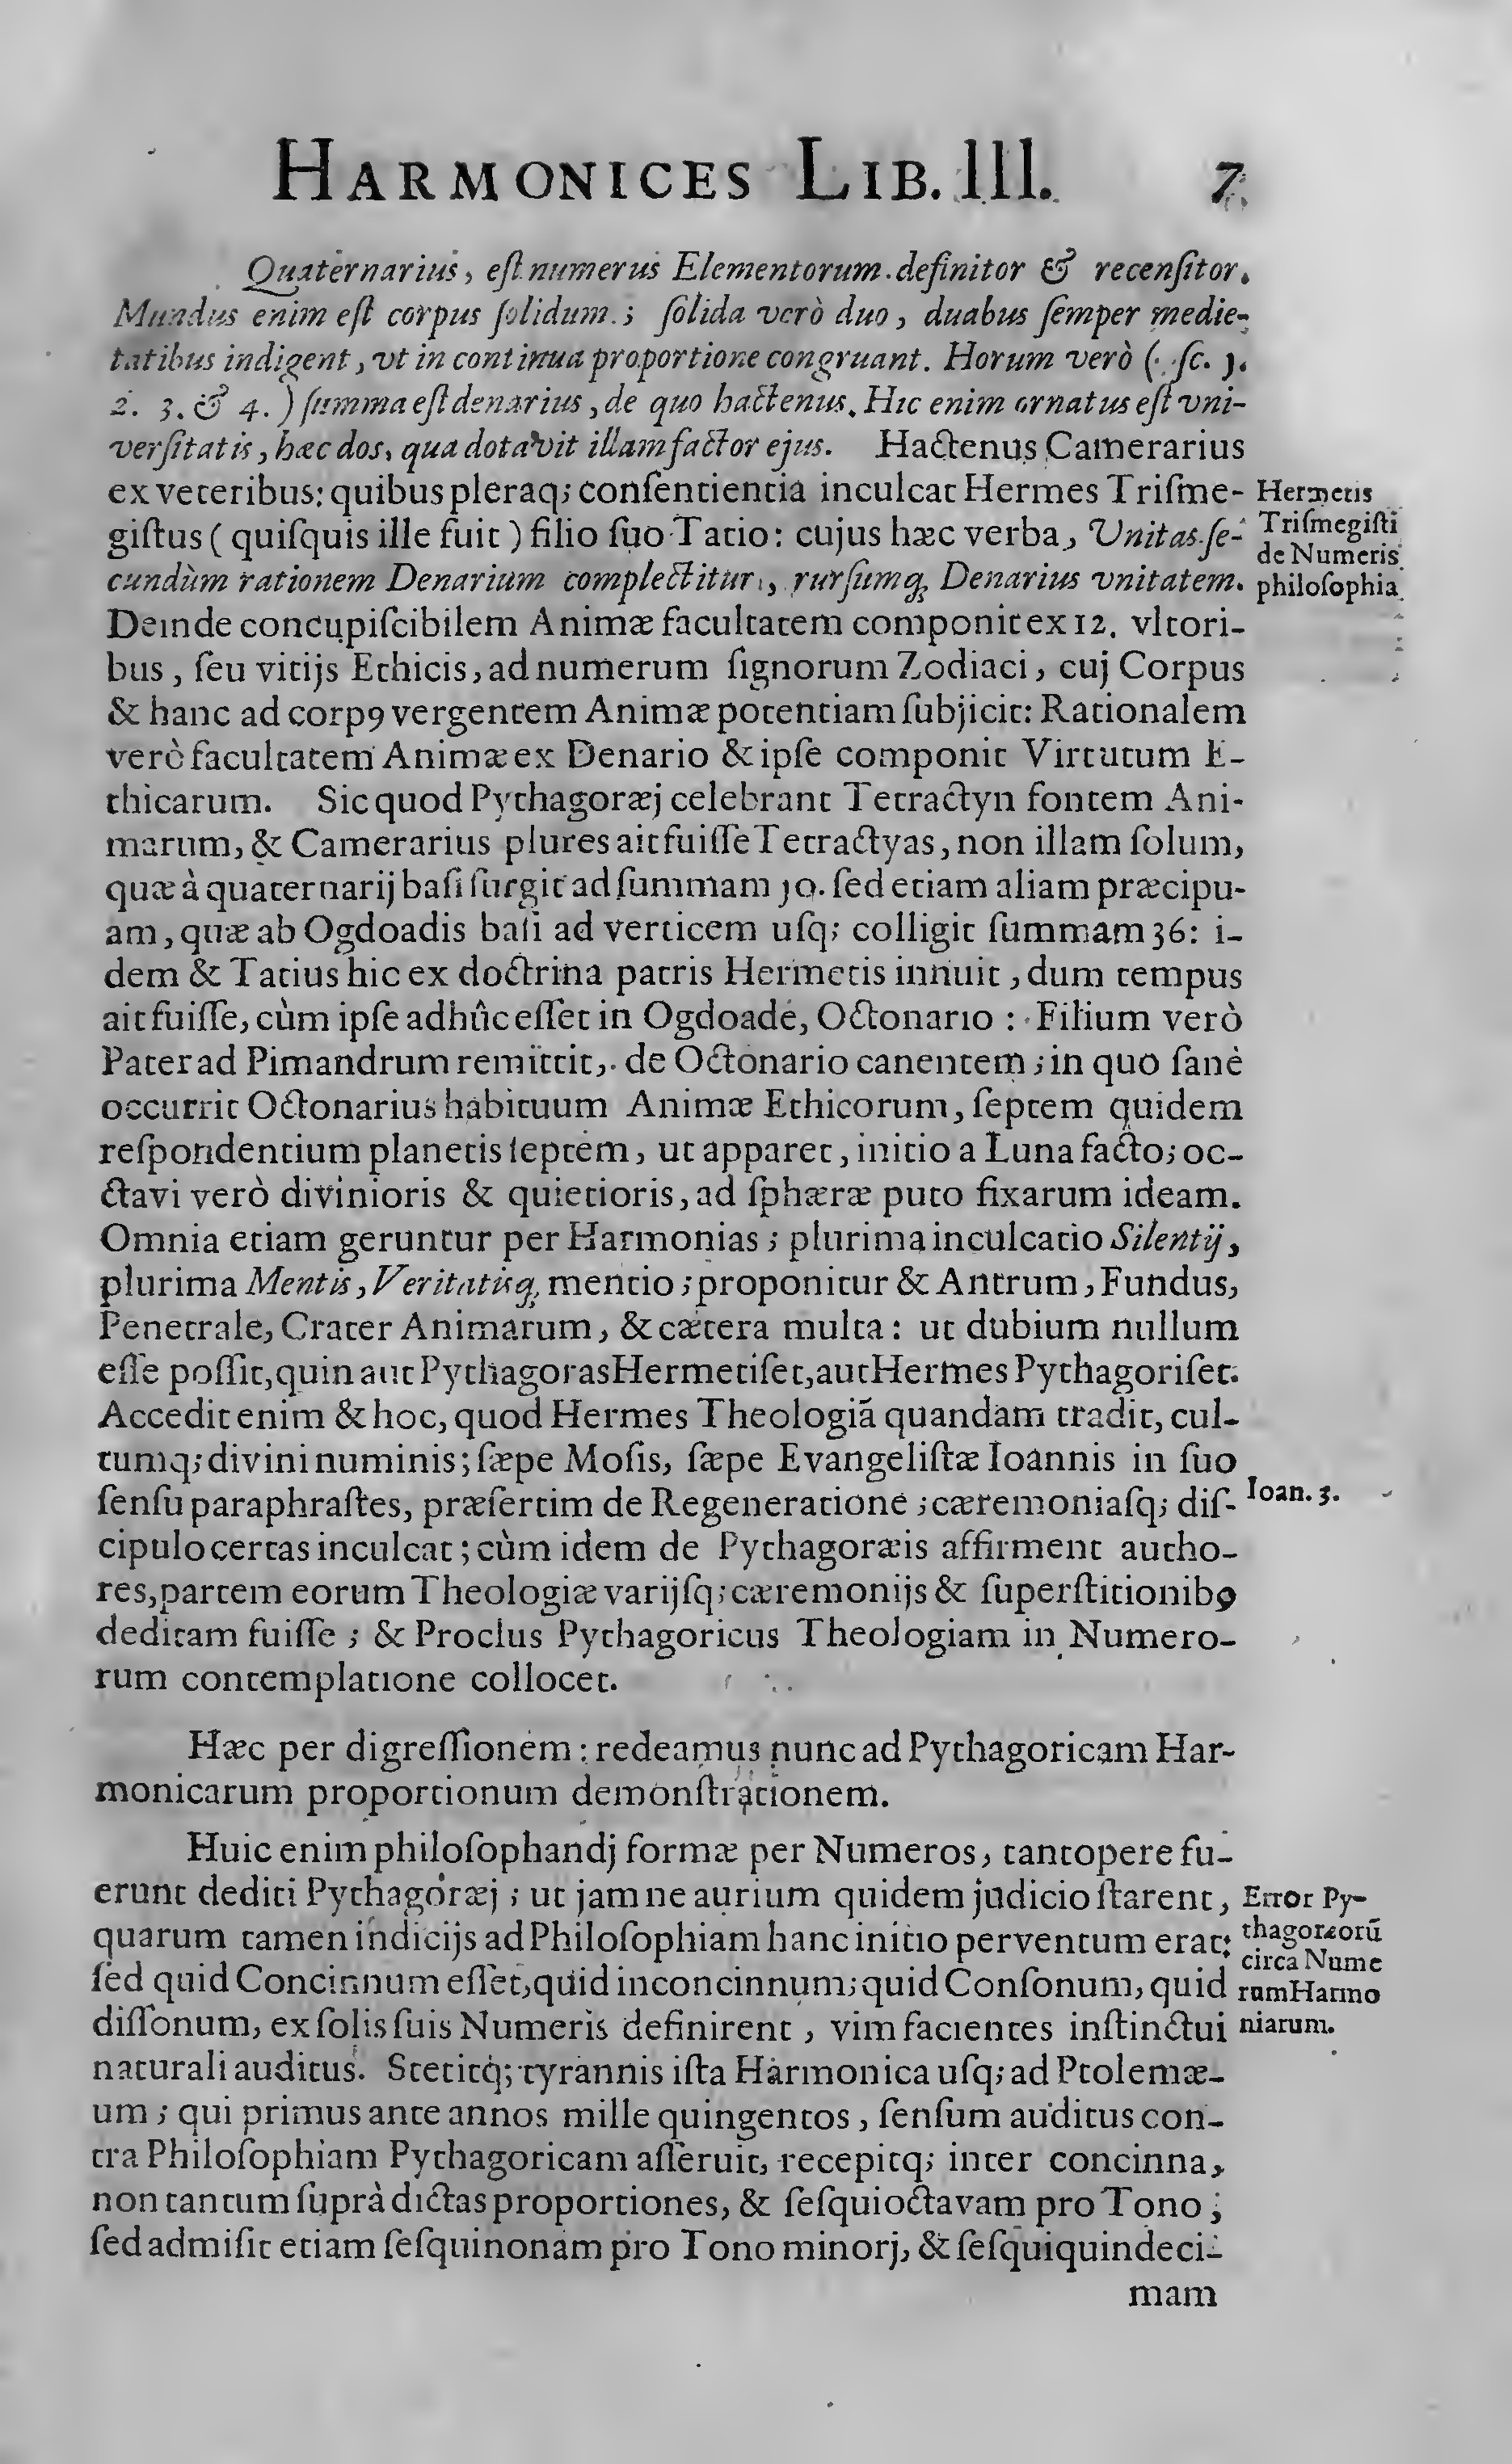 HARMONICES LIB. III. 7
Quaternarius, eſt numerus Elementorum definitor & recenſitor.
Mundus enim eſt corpus ſolidum; ſolida verò duo, duabus ſemper medie-
tatibus indigent, vt in continua proportione congruant. Horum verò (ſc. 1.
2. 3. & 4.) ſumma eſt denarius, de quo hactenus. Hic enim ornatus eſt vni-
verſitatis, hæc dos, qua dotavit illam factor ejus. Hactenus Camerarius
ex veteribus: quibus pleraq; conſentientia inculcat Hermes Triſme-
giſtus (quiſquis ille fuit) filio ſuo Tatio: cujus hæc verba, Vnitas ſe-
cundùm rationem Denarium complectitur, rurſumq; Denarius vnitatem.
Hermetis
Triſmegiſti
de Numeris
philoſophia
Deinde concupiſcibilem Animæ facultatem componit ex 12. vltori-
bus, ſeu vitijs Ethicis, ad numerum ſignorum Zodiaci, cuj Corpus
& hanc ad corp9 vergentem Animæ potentiam ſubjicit: Rationalem
verò facultatem Animæ ex Denario & ipſe componit Virtutum E-
thicarum. Sic quod Pythagoræj celebrant Tetractyn fontem Ani-
marum, & Camerarius plures ait fuiſſe Tetractyas, non illam ſolum,
quæ à quaternarij baſi ſurgit ad ſummam 10. ſed etiam aliam præcipu-
am, quæ ab Ogdoadis baſi ad verticem uſq; colligit ſummam 36: i-
dem & Tatius hic ex doctrina patris Hermetis innuit, dum tempus
ait fuiſſe, cùm ipſe adhûc eſſet in Ogdoade, Octonario: Filium verò
Pater ad Pimandrum remittit, de Octonario canentem; in quo ſanè
occurrit Octonarius habituum Animæ Ethicorum, ſeptem quidem
reſpondentium planetis ſeptem, ut apparet, initio a Luna facto; oc-
ctavi verò divinioris & quietioris, ad ſphæræ puto fixarum ideam.
Omnia etiam geruntur per Harmonias; plurima inculcatio Silentij,
plurima Mentis, Veritatisq; mentio; proponitur & Antrum, Fundus,
Penetrale, Crater Animarum, & cætera multa: ut dubium nullum
eſſe poſſit, quin aut Pythagoras Hermetiſet, aut Hermes Pythagoriſet.
Accedit enim & hoc, quod Hermes Theologiã quandam tradit, cul-
tumq; divini numinis; ſæpe Moſis, ſæpe Evangeliſtæ Ioannis in ſuo
ſenſu paraphraſtes, præſertim de Regeneratione; cæremoniaſq; diſ-
Ioan. 3.
cipulo certas inculcat; cùm idem de Pythagoræis affirment autho-
res, partem eorum Theologiæ varijſq; cæremonijs & ſuperſtitionib9
deditam fuiſſe; & Proclus Pythagoricus Theologiam in Numero-
rum contemplatione collocet.
Hæc per digreſſionem: redeamus nunc ad Pythagoricam Har-
monicarum proportionum demonſtrationem.
Huic enim philoſophandj formæ per Numeros, tantopere fu-
erunt dediti Pythagoræj; ut jam ne aurium quidem judicio ſtarent,
quarum tamen indicijs ad Philoſophiam hanc initio perventum erat:
ſed quid Concinnum eſſet, quid inconcinnum; quid Conſonum, quid
diſſonum, ex ſolis ſuis Numeris definirent, vim facientes inſtinctui
Error Py-
thagoræorũ
circa Nume
rum Harmo
niarum.
naturali auditus. Stetitq; tyrannis iſta Harmonica uſq; ad Ptolemæ-
um; qui primus ante annos mille quingentos, ſenſum auditus con-
tra Philoſophiam Pythagoricam aſſeruit, recepitq; inter concinna,
non tantum ſuprà dictas proportiones, & ſeſquioctavam pro Tono;
ſed admiſit etiam ſeſquinonam pro Tono minorj, & ſeſquiquindeci-
mam